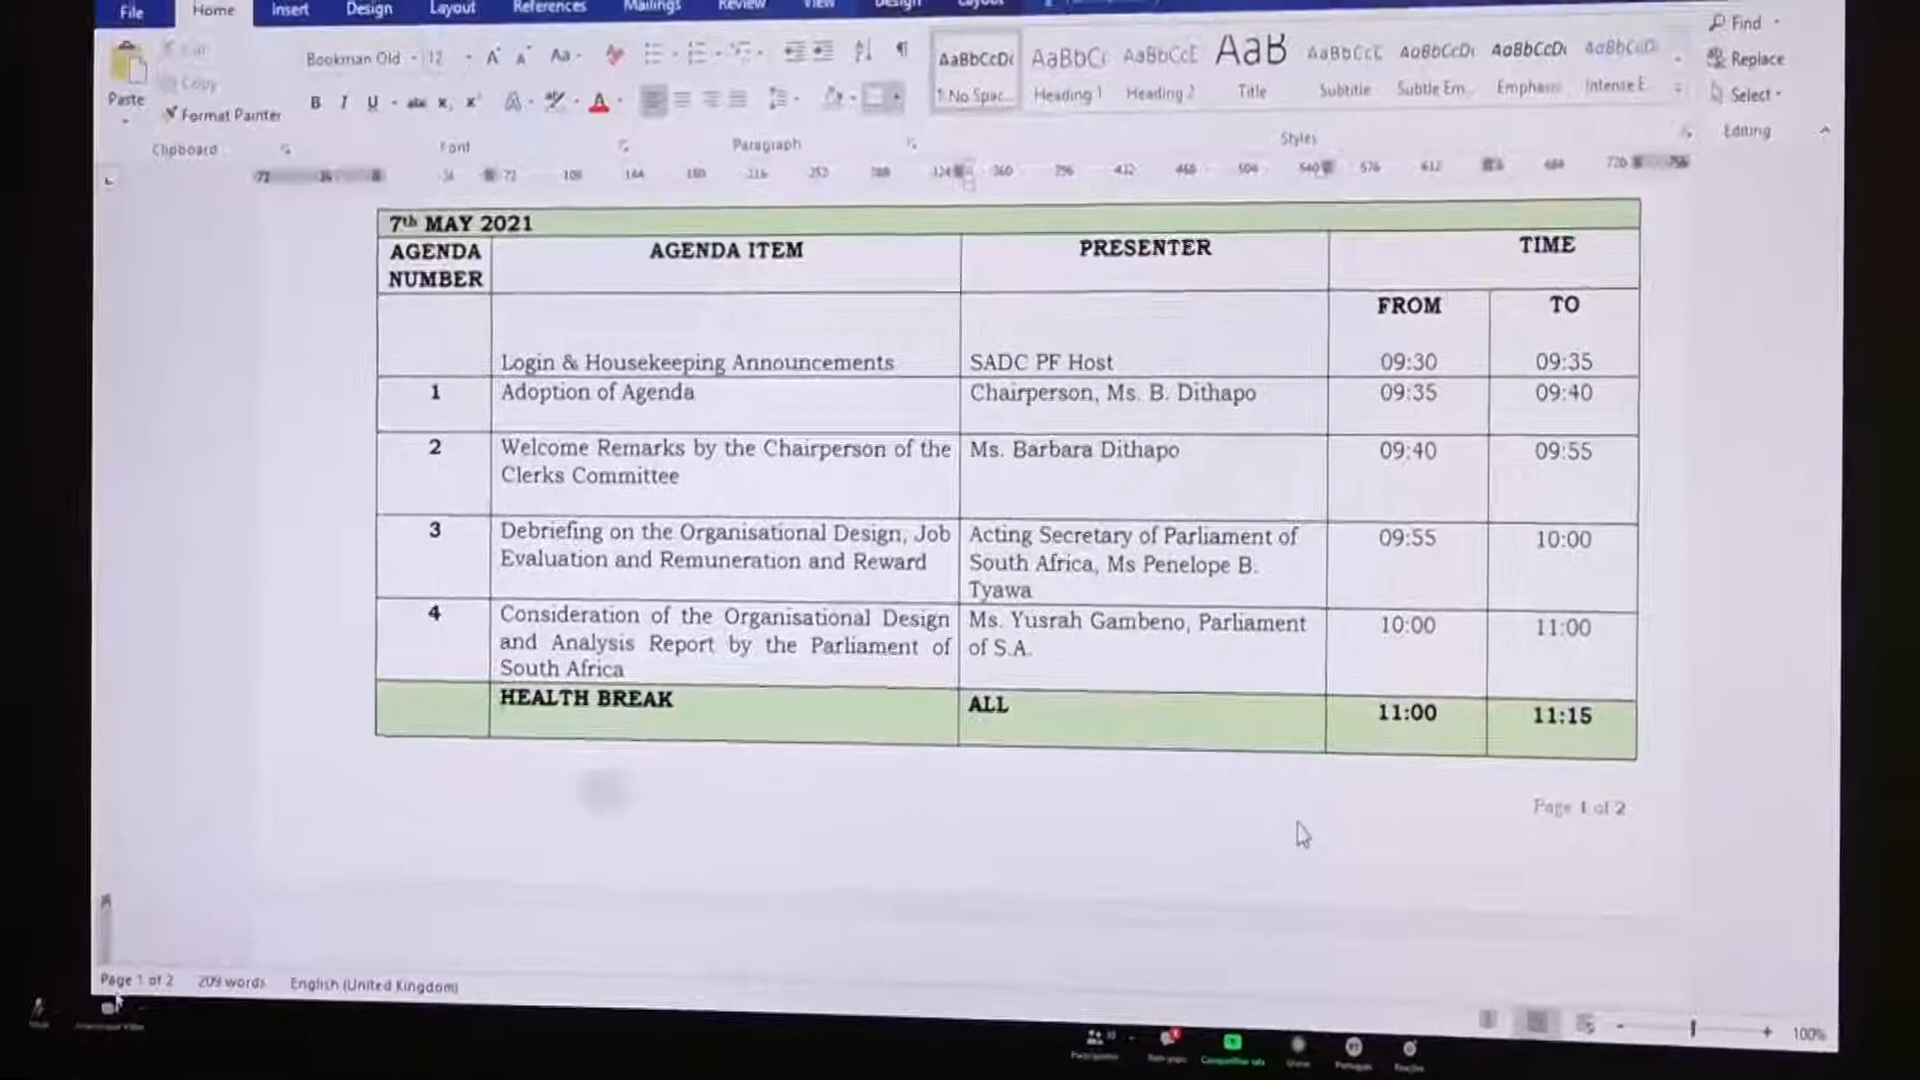 File Home Insert Design Layout References Mailings Review View Design Layout
Paste
Copy
Format Painter
Clipboard
Bookman Old 12
B I U abc
Font
Paragraph
AaBbCcDc AaBbCc AaBbCcE AaB AaBbCcC AaBbCcDc AaBbCcDc AaBbCcD
No Spac... Heading 1 Heading 2 Title Subtitle Subtle Em... Emphasis Intense E...
Styles
Find
Replace
Select
Editing
7th MAY 2021
AGENDA NUMBER
AGENDA ITEM
PRESENTER
TIME
FROM TO
Login & Housekeeping Announcements SADC PF Host 09:30 09:35
1 Adoption of Agenda Chairperson, Ms. B. Dithapo 09:35 09:40
2 Welcome Remarks by the Chairperson of the Ms. Barbara Dithapo 09:40 09:55
Clerks Committee
3 Debriefing on the Organisational Design, Job Acting Secretary of Parliament of 09:55 10:00
Evaluation and Remuneration and Reward South Africa, Ms Penelope B.
Tyawa
4 Consideration of the Organisational Design Ms. Yusrah Gambeno, Parliament 10:00 11:00
and Analysis Report by the Parliament of of S.A.
South Africa
HEALTH BREAK ALL 11:00 11:15
Page 1 of 2
Page 1 of 2 209 words English (United Kingdom)
100%